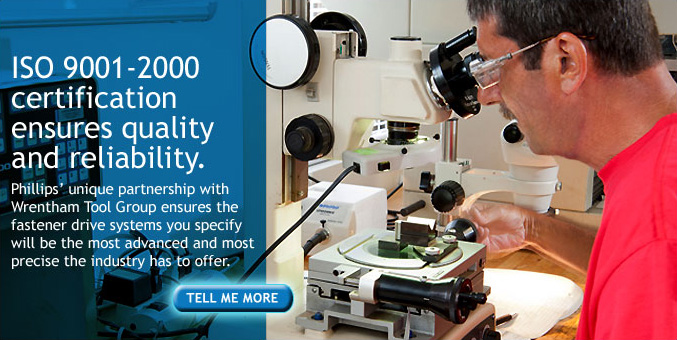 ISO 9001-2000
certification
ensures quality
and reliability.
Phillips’ unique partnership with
Wrentham Tool Group ensures the
fastener drive systems you specify
will be the most advanced and most
precise the industry has to offer.
TELL ME MORE